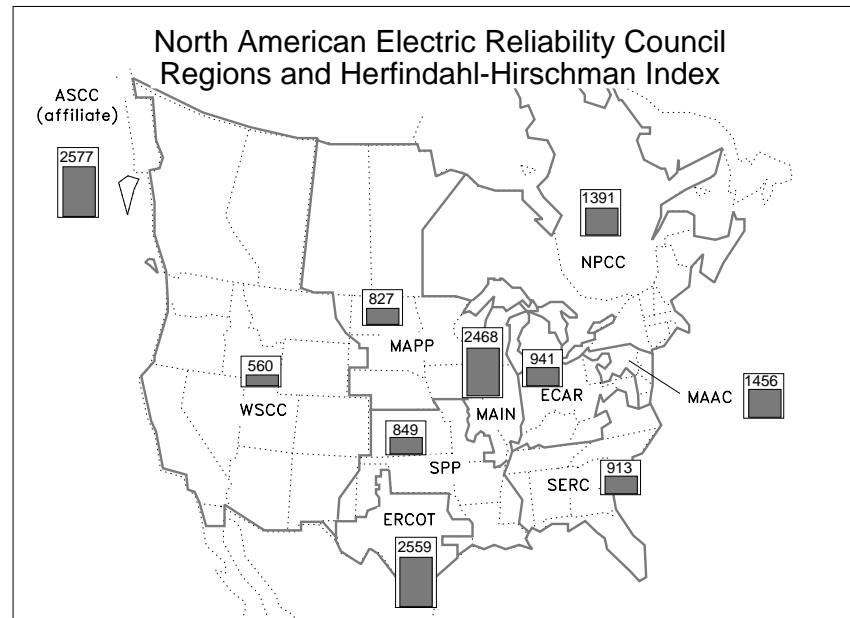 North American Electric Reliability Council
Regions and Herfindahl-Hirschman Index
ASCC
(affiliate)
2577
1391
NPCC
827
MAPP
2468
MAIN
941
ECAR
560
WSCC
MAAC
1456
849
SPP
SERC
913
ERCOT
2559